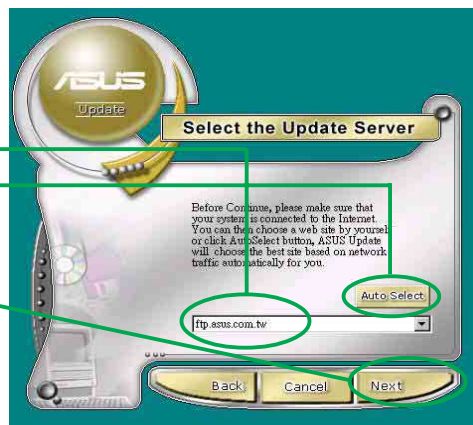 ASUS
Update
Select the Update Server
Before Continue, please make sure that
your system is connected to the Internet.
You can then choose a web site by yourself
or click AutoSelect button, ASUS Update
will choose the best site based on network
traffic automatically for you.
Auto Select
ftp.asus.com.tw
Back
Cancel
Next